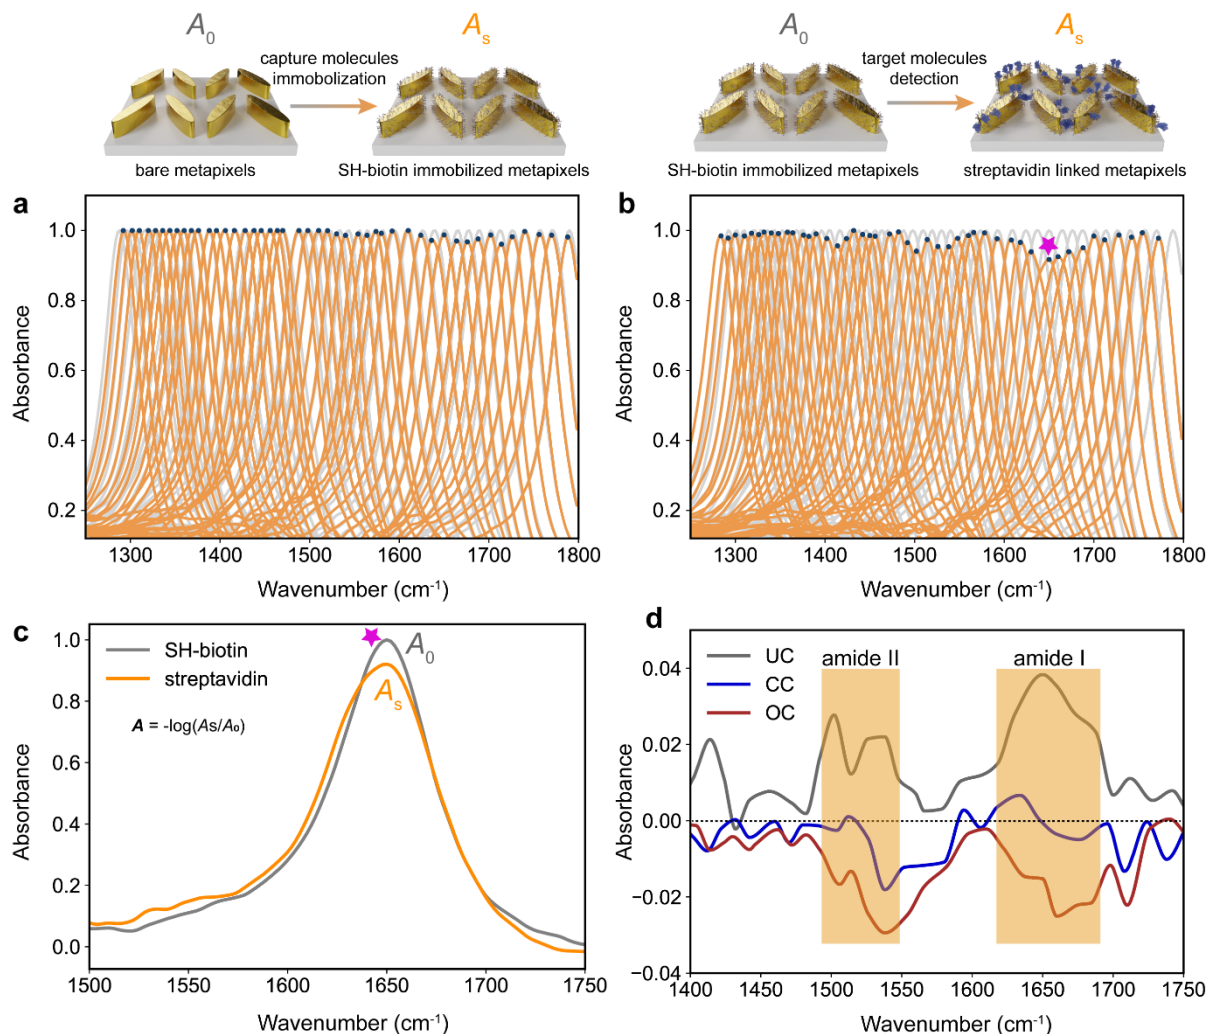 A₀
capture molecules
immobolization
Aₛ
bare metapixels
SH-biotin immobilized metapixels
A₀
target molecules
detection
Aₛ
SH-biotin immobilized metapixels
streptavidin linked metapixels
a
1.0
0.8
0.6
0.4
0.2
Absorbance
1300 1400 1500 1600 1700 1800
Wavenumber (cm⁻¹)
b
1.0
0.8
0.6
0.4
0.2
Absorbance
1300 1400 1500 1600 1700 1800
Wavenumber (cm⁻¹)
c
SH-biotin
streptavidin
A = -log(As/A₀)
A₀
Aₛ
1.0
0.8
0.6
0.4
0.2
0.0
Absorbance
1500 1550 1600 1650 1700 1750
Wavenumber (cm⁻¹)
d
UC
CC
OC
amide II
amide I
0.04
0.02
0.00
−0.02
−0.04
Absorbance
1400 1450 1500 1550 1600 1650 1700 1750
Wavenumber (cm⁻¹)